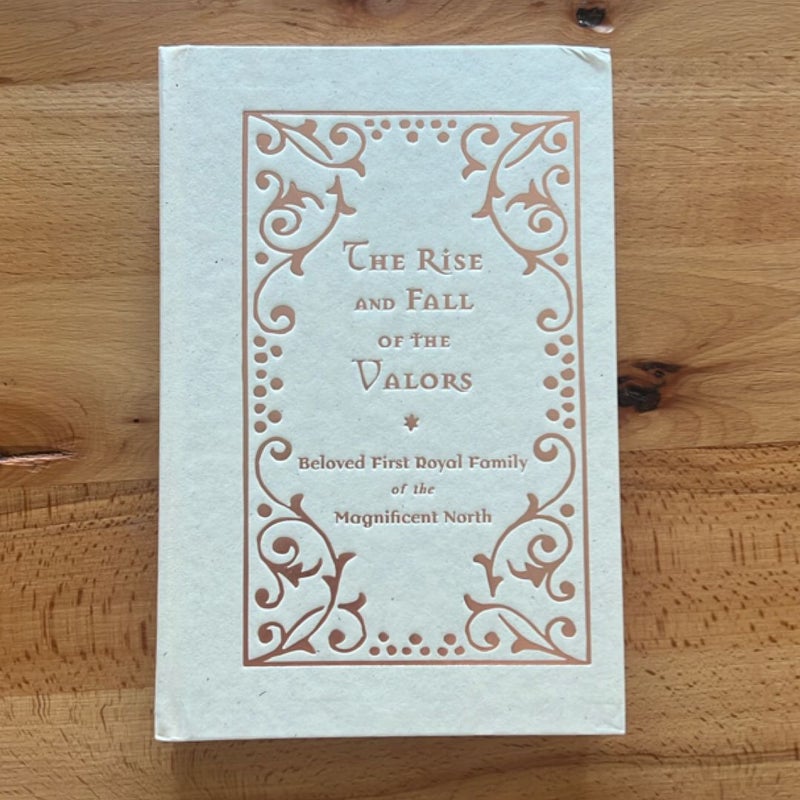 The Rise
and Fall
of the
Valors
Beloved First Royal Family
of the
Magnificent North